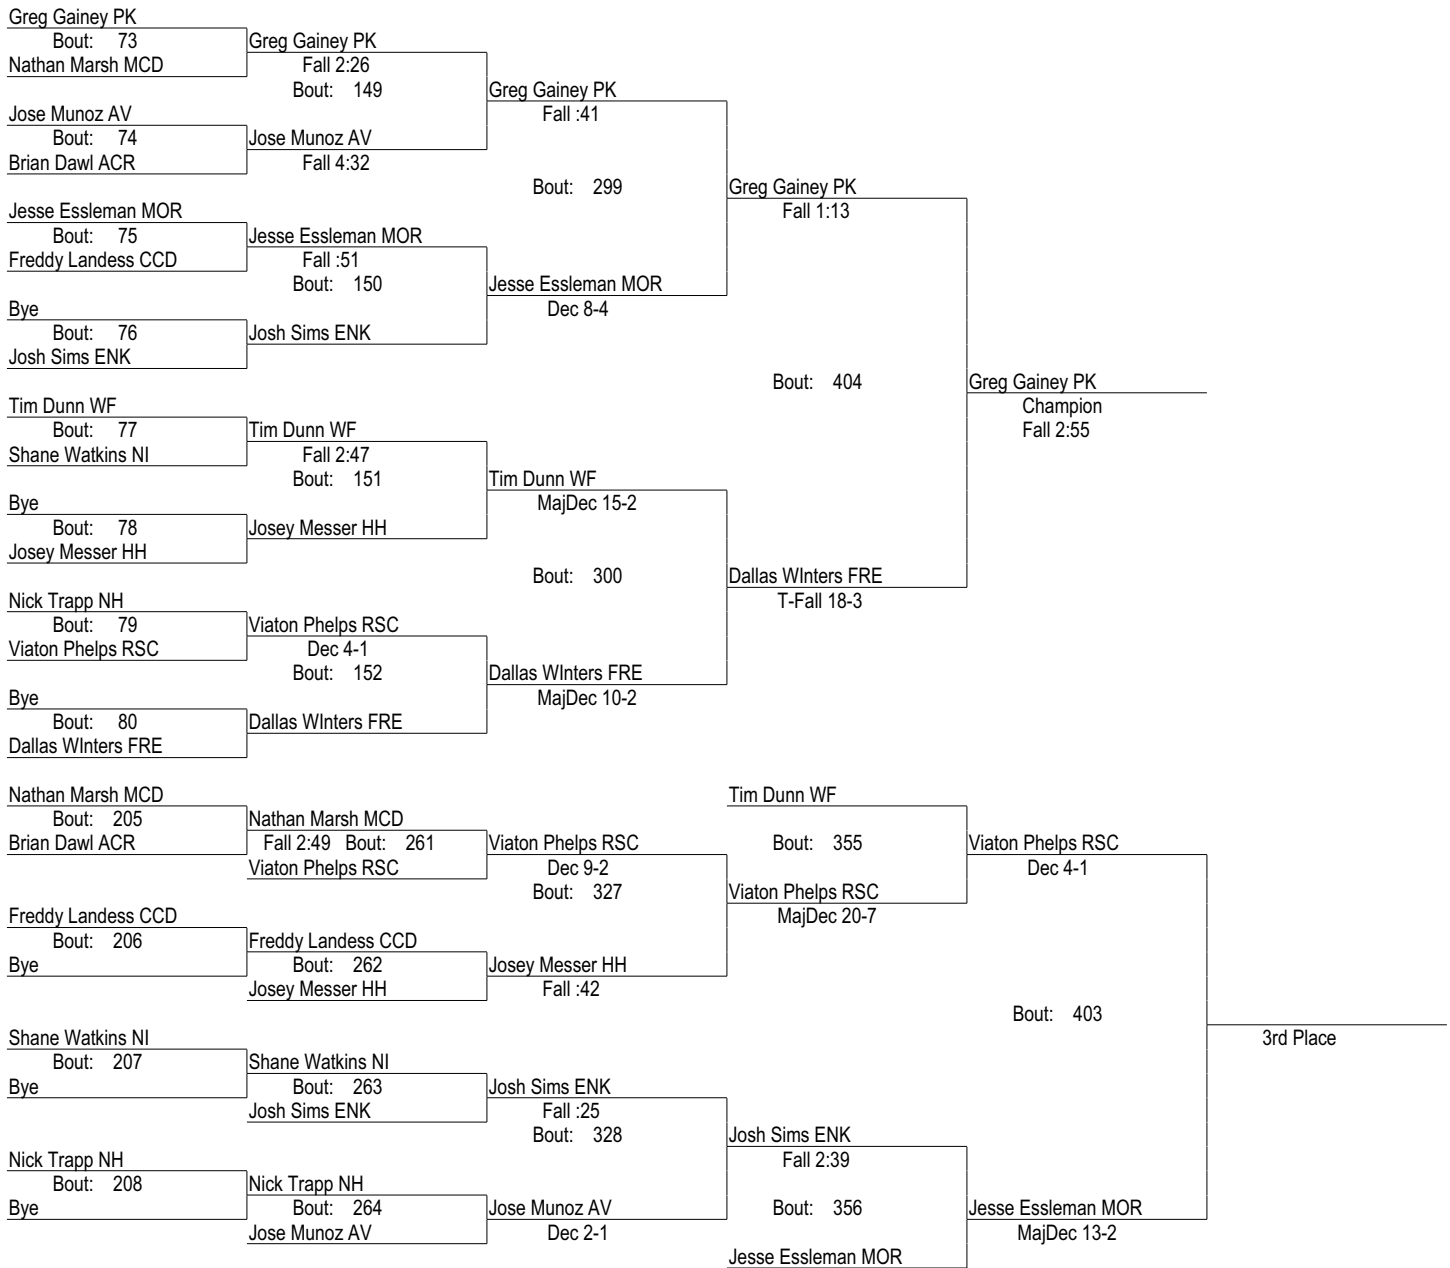 Greg Gainey PK
Bout: 73
Nathan Marsh MCD
Greg Gainey PK
Fall 2:26
Bout: 149
Jose Munoz AV
Bout: 74
Brian Dawl ACR
Jose Munoz AV
Fall 4:32
Greg Gainey PK
Fall :41
Bout: 299
Jesse Essleman MOR
Bout: 75
Freddy Landess CCD
Jesse Essleman MOR
Fall :51
Bout: 150
Bye
Bout: 76
Josh Sims ENK
Josh Sims ENK
Jesse Essleman MOR
Dec 8-4
Greg Gainey PK
Fall 1:13
Bout: 404
Greg Gainey PK
Champion
Fall 2:55
Tim Dunn WF
Bout: 77
Shane Watkins NI
Tim Dunn WF
Fall 2:47
Bout: 151
Bye
Bout: 78
Josey Messer HH
Josey Messer HH
Tim Dunn WF
MajDec 15-2
Bout: 300
Dallas WInters FRE
T-Fall 18-3
Nick Trapp NH
Bout: 79
Viaton Phelps RSC
Viaton Phelps RSC
Dec 4-1
Bout: 152
Bye
Bout: 80
Dallas WInters FRE
Dallas WInters FRE
Dallas WInters FRE
MajDec 10-2
Nathan Marsh MCD
Bout: 205
Brian Dawl ACR
Nathan Marsh MCD
Fall 2:49 Bout: 261
Viaton Phelps RSC
Viaton Phelps RSC
Dec 9-2
Bout: 327
Freddy Landess CCD
Bout: 206
Bye
Freddy Landess CCD
Bout: 262
Josey Messer HH
Josey Messer HH
Fall :42
Tim Dunn WF
Bout: 355
Viaton Phelps RSC
MajDec 20-7
Viaton Phelps RSC
Dec 4-1
Bout: 403
3rd Place
Shane Watkins NI
Bout: 207
Bye
Shane Watkins NI
Bout: 263
Josh Sims ENK
Josh Sims ENK
Fall :25
Bout: 328
Nick Trapp NH
Bout: 208
Bye
Nick Trapp NH
Bout: 264
Jose Munoz AV
Jose Munoz AV
Dec 2-1
Josh Sims ENK
Fall 2:39
Bout: 356
Jesse Essleman MOR
Jesse Essleman MOR
MajDec 13-2